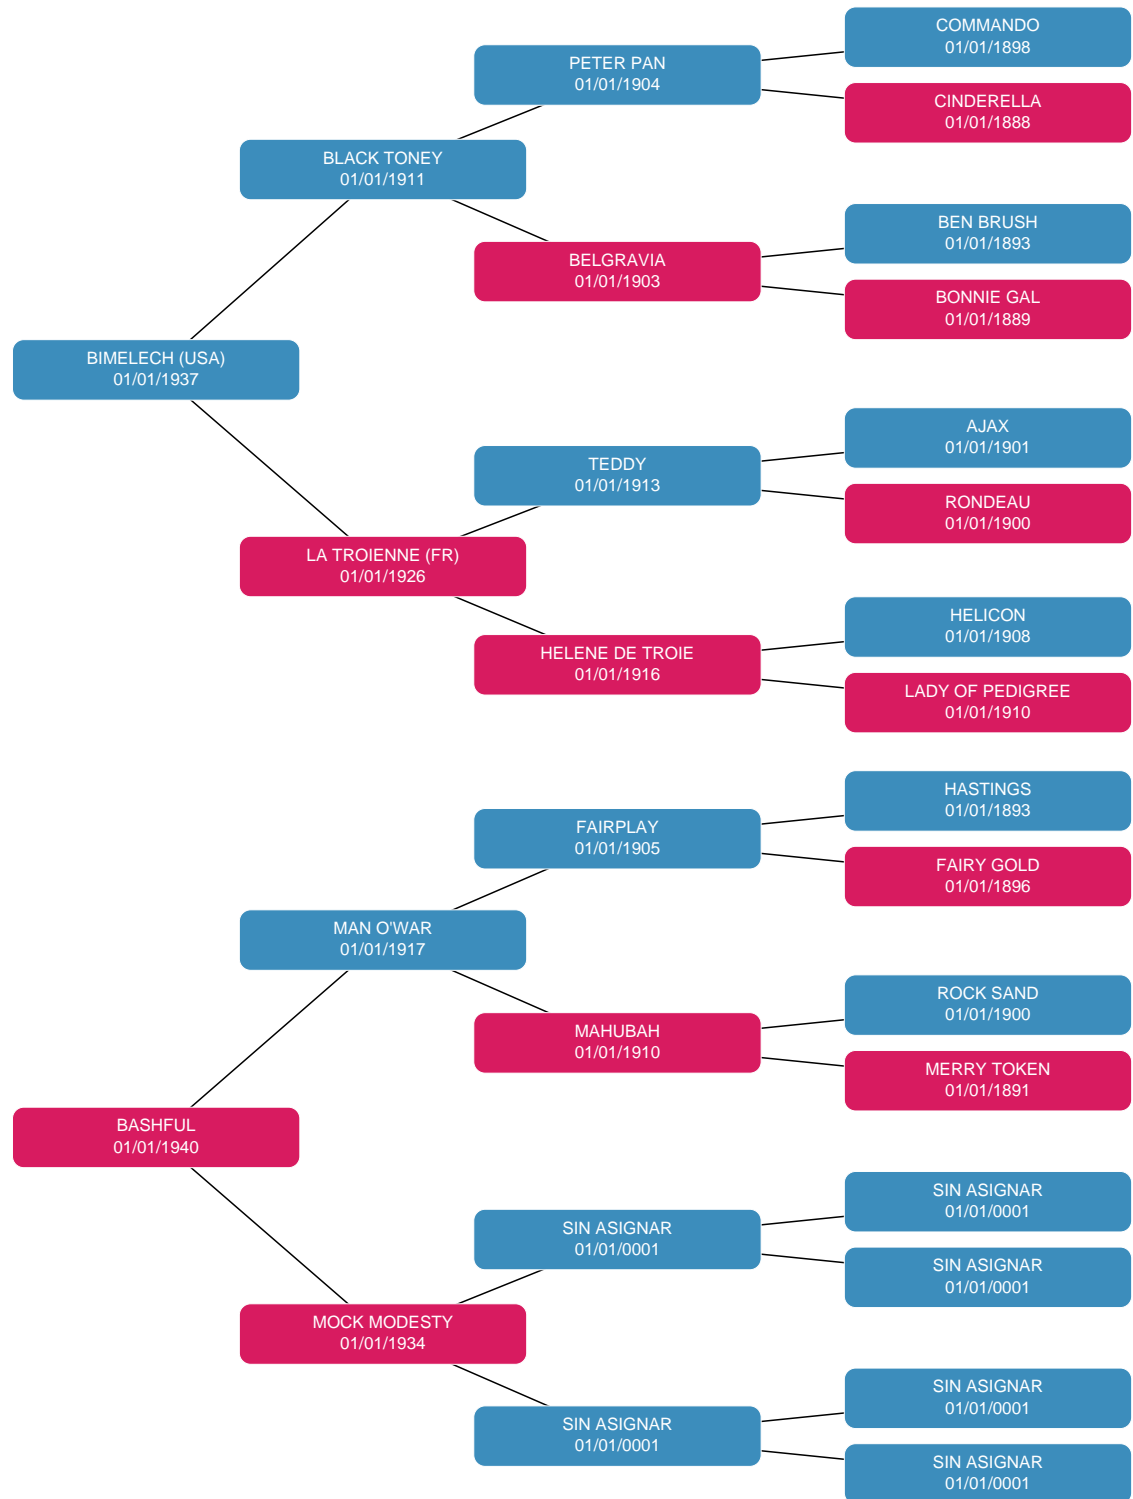 COMMANDO
01/01/1898
PETER PAN
01/01/1904
CINDERELLA
01/01/1888
BLACK TONEY
01/01/1911
BEN BRUSH
01/01/1893
BELGRAVIA
01/01/1903
BONNIE GAL
01/01/1889
BIMELECH (USA)
01/01/1937
AJAX
01/01/1901
TEDDY
01/01/1913
RONDEAU
01/01/1900
LA TROIENNE (FR)
01/01/1926
HELICON
01/01/1908
HELENE DE TROIE
01/01/1916
LADY OF PEDIGREE
01/01/1910
HASTINGS
01/01/1893
FAIRPLAY
01/01/1905
FAIRY GOLD
01/01/1896
MAN O'WAR
01/01/1917
ROCK SAND
01/01/1900
MAHUBAH
01/01/1910
MERRY TOKEN
01/01/1891
BASHFUL
01/01/1940
SIN ASIGNAR
01/01/0001
SIN ASIGNAR
01/01/0001
SIN ASIGNAR
01/01/0001
MOCK MODESTY
01/01/1934
SIN ASIGNAR
01/01/0001
SIN ASIGNAR
01/01/0001
SIN ASIGNAR
01/01/0001